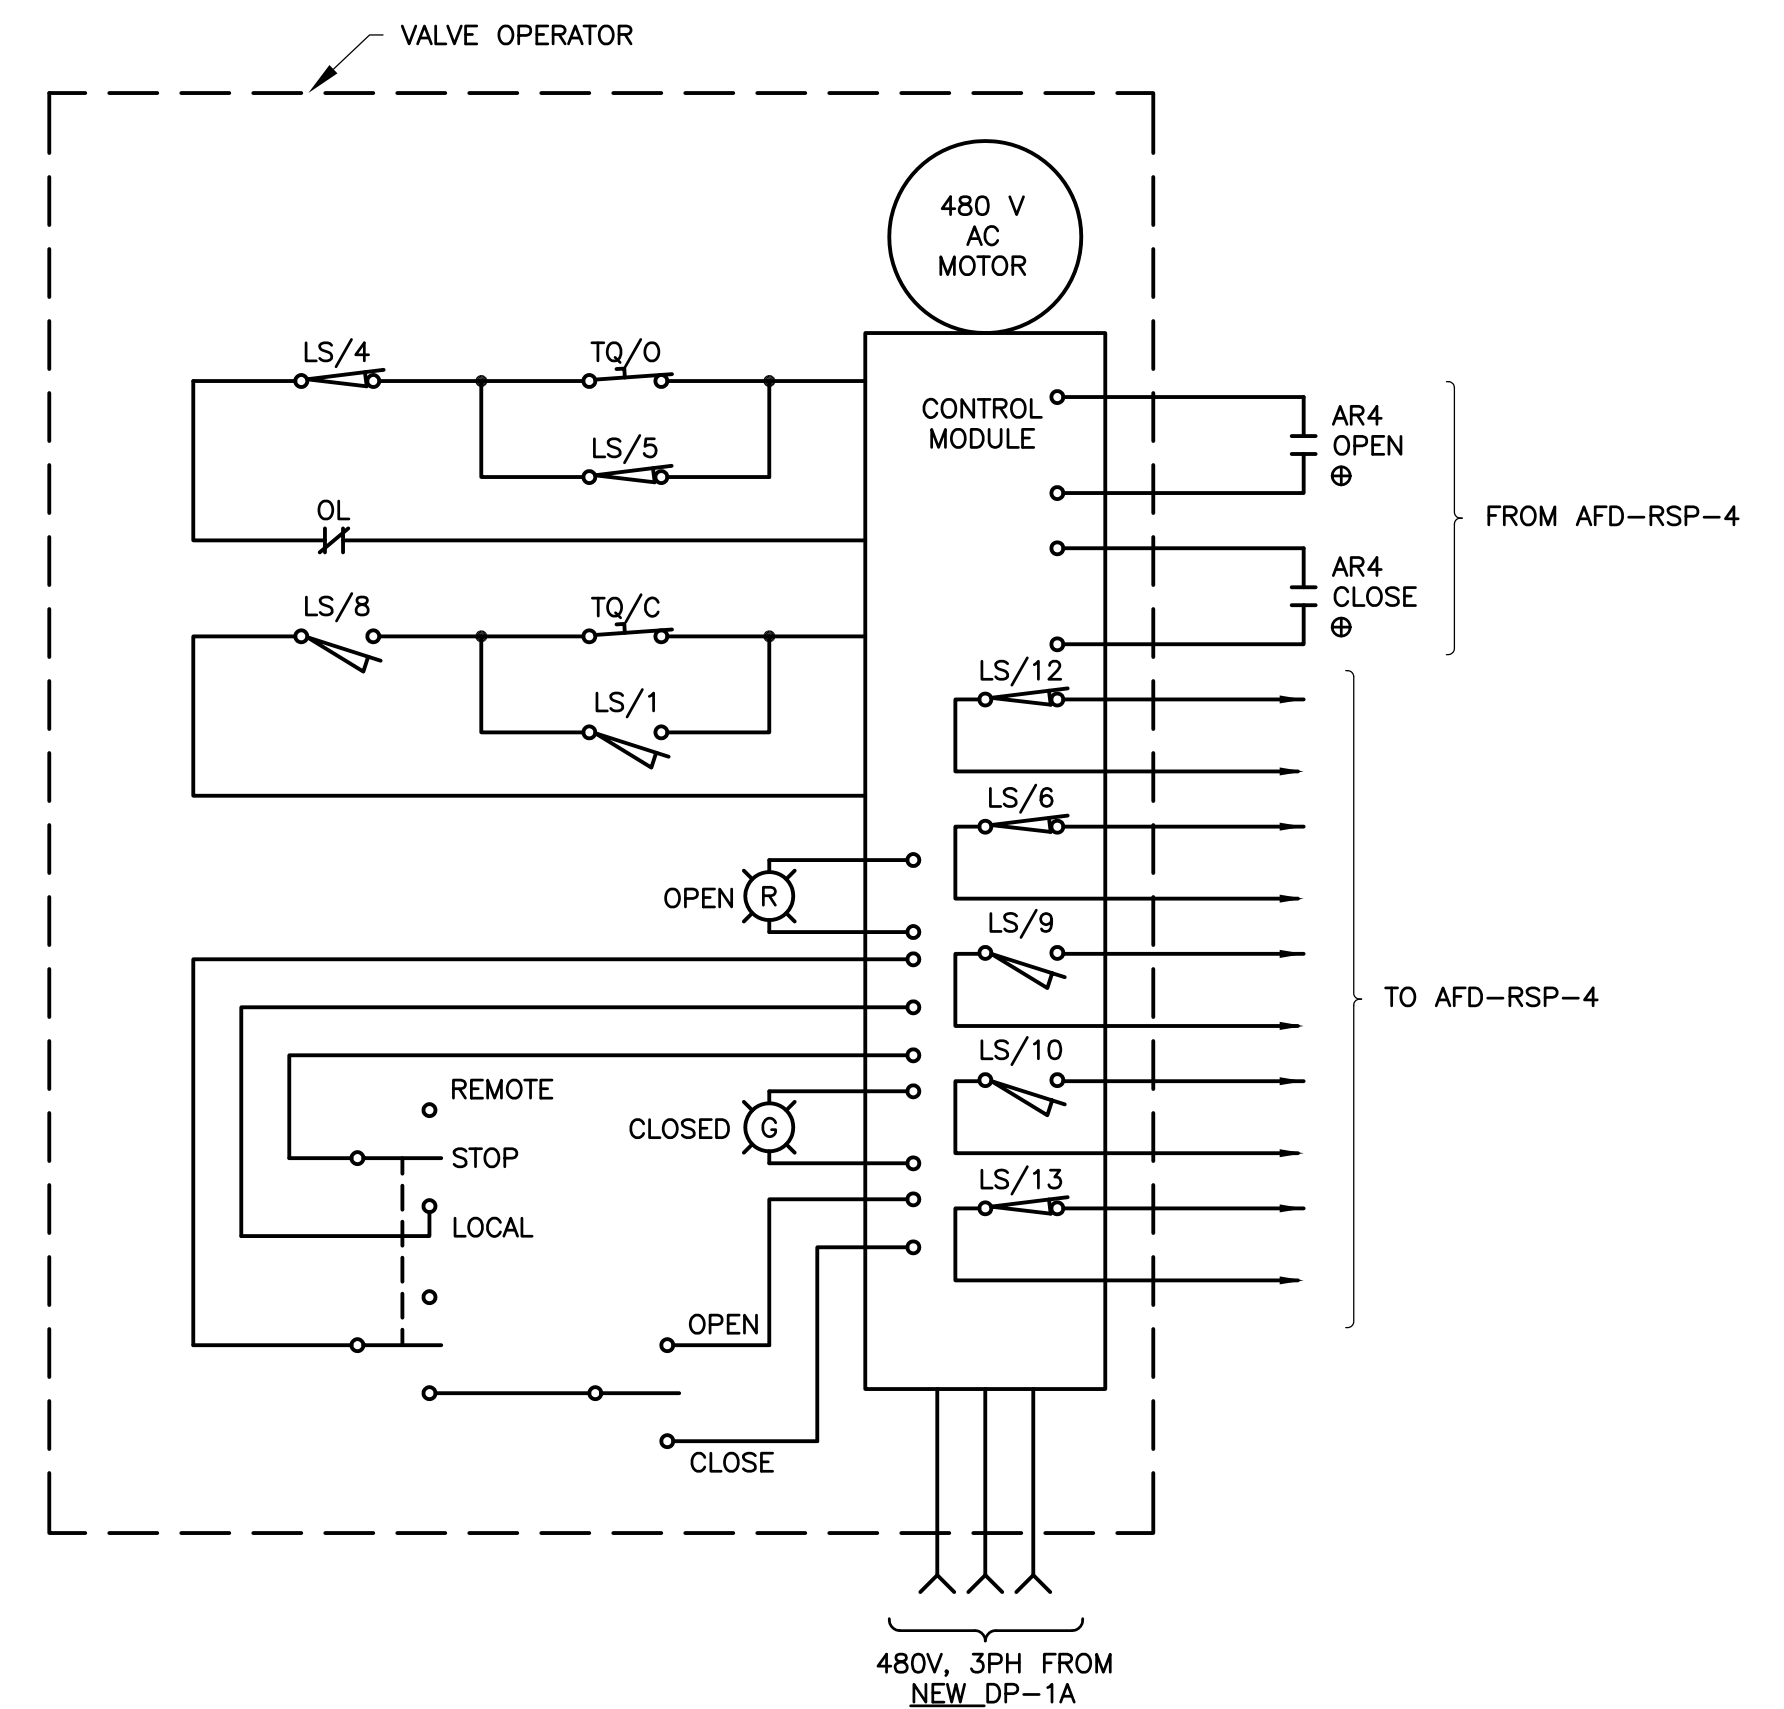 VALVE OPERATOR
480 V
AC
MOTOR
LS/4
TQ/O
LS/5
OL
LS/8
TQ/C
LS/1
CONTROL
MODULE
AR4
OPEN
AR4
CLOSE
FROM AFD-RSP-4
LS/12
LS/6
LS/9
LS/10
LS/13
TO AFD-RSP-4
OPEN
R
CLOSED
G
REMOTE
STOP
LOCAL
OPEN
CLOSE
480V, 3PH FROM
NEW DP-1A